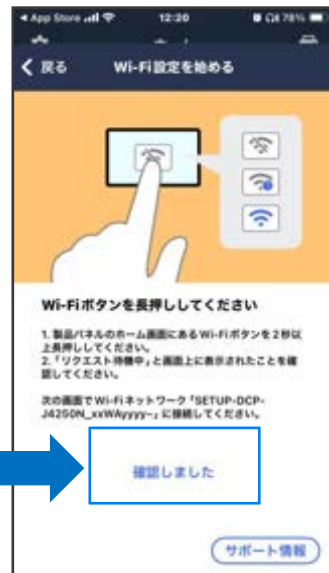 ◀App Store 12:20 78%
く 戻る Wi-Fi設定を始める
Wi-Fiボタンを長押ししてください
1. 製品パネルのホーム画面にあるWi-Fiボタンを2秒以
上長押ししてください。
2.「リクエスト待機中」と画面上に表示されたことを確
認してください。
次の画面でWi-Fiネットワーク「SETUP-DCP-
J4250N_xxWAyyyy~」に接続してください。
確認しました
サポート情報